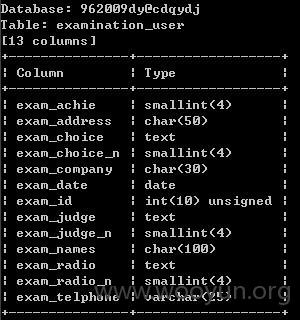 Database: 962009dy@cdqydj
Table: examination_user
[13 columns]
Column | Type
exam_achie | smallint(4)
exam_address | char(50)
exam_choice | text
exam_choice_n | smallint(4)
exam_company | char(30)
exam_date | date
exam_id | int(10) unsigned
exam_judge | text
exam_judge_n | smallint(4)
exam_names | char(100)
exam_radio | text
exam_radio_n | smallint(4)
exam_telphone | varchar(25)
www.wooyun.org